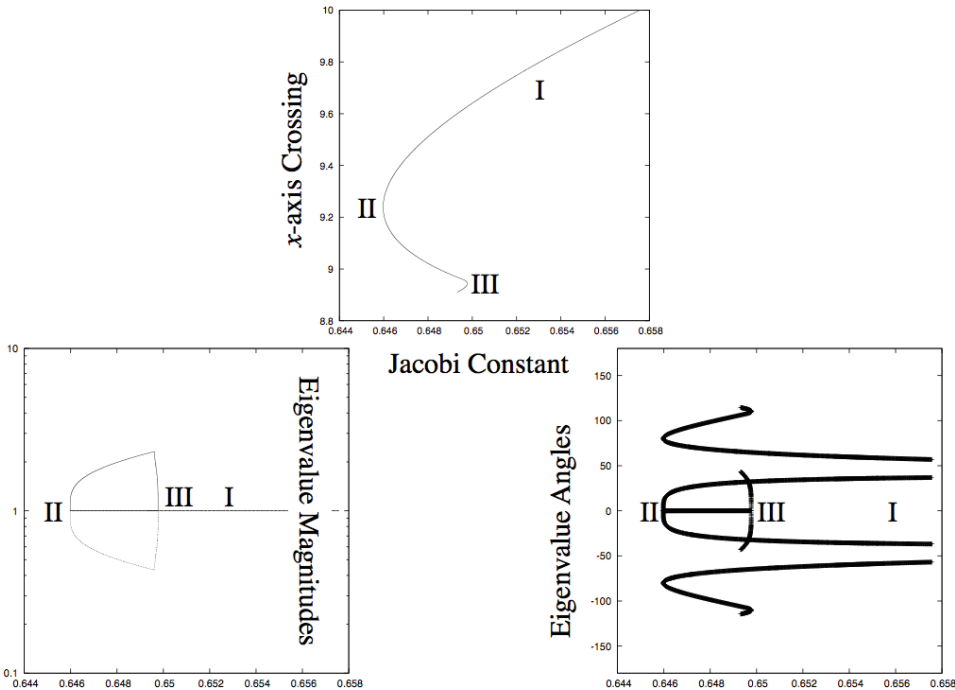 10
9.8
9.6
9.4
9.2
9
8.8
0.644 0.646 0.648 0.65 0.652 0.654 0.656 0.658
x-axis Crossing
I
II
III
Jacobi Constant
10
1
0.1
0.644 0.646 0.648 0.65 0.652 0.654 0.656 0.658
Eigenvalue Magnitudes
II
III
I
Eigenvalue Angles
150
100
50
0
-50
-100
-150
0.644 0.646 0.648 0.65 0.652 0.654 0.656 0.658
II
III
I